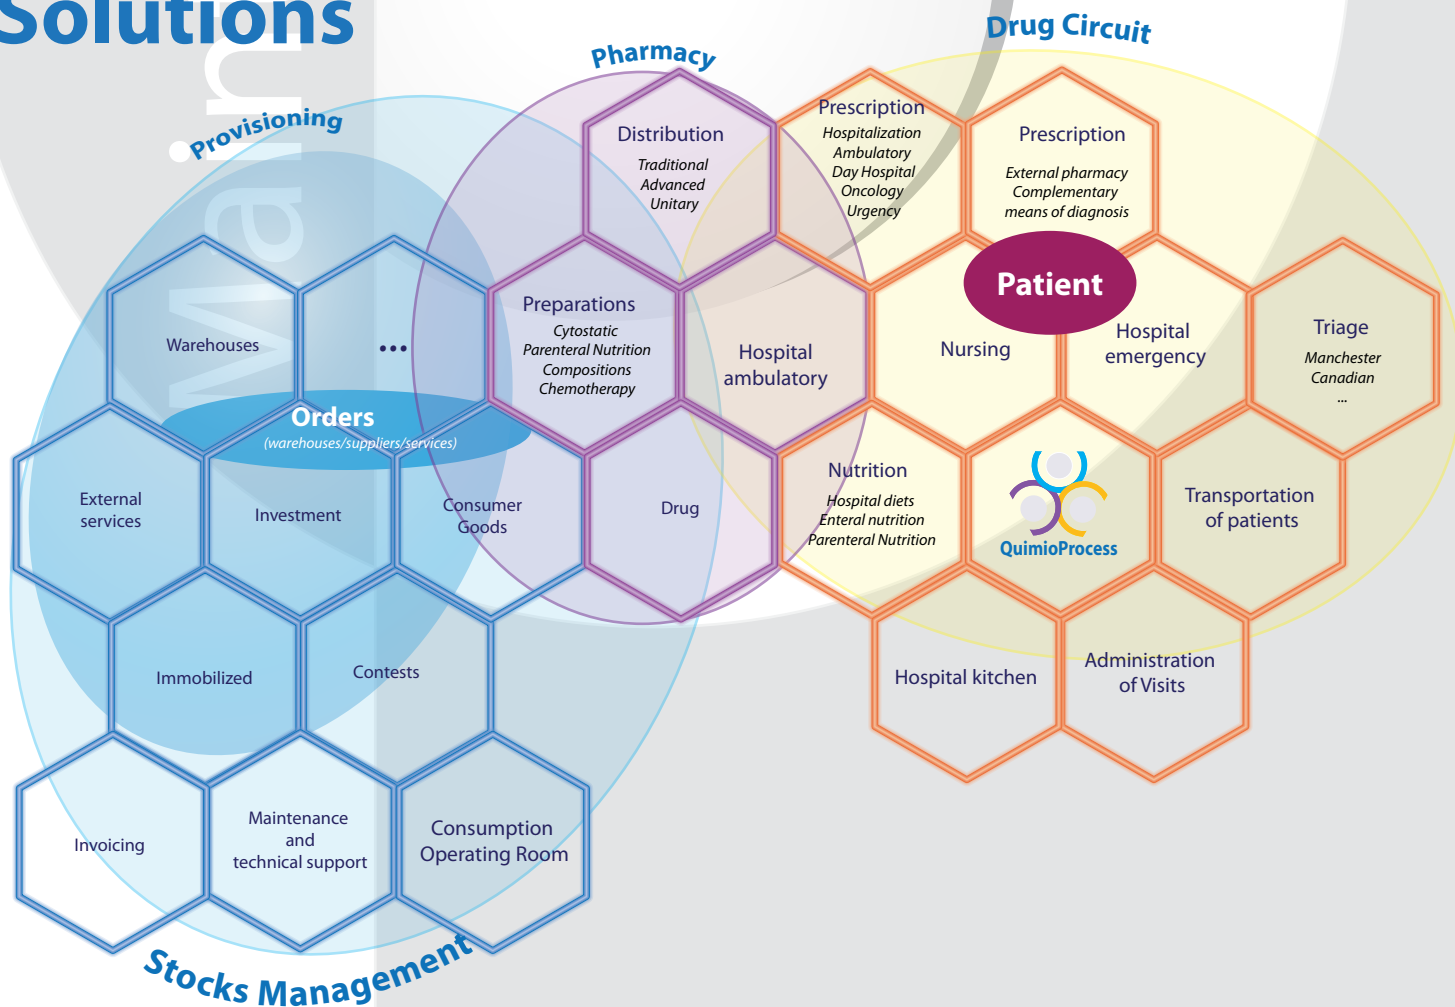 Solutions
Main
Provisioning
Pharmacy
Drug Circuit
Distribution
Traditional
Advanced
Unitary
Prescription
Hospitalization
Ambulatory
Day Hospital
Oncology
Urgency
Prescription
External pharmacy
Complementary
means of diagnosis
Patient
Warehouses
...
Preparations
Cytostatic
Parenteral Nutrition
Compositions
Chemotherapy
Hospital
ambulatory
Nursing
Hospital
emergency
Triage
Manchester
Canadian
...
Orders
(warehouses/suppliers/services)
External
services
Investment
Consumer
Goods
Drug
Nutrition
Hospital diets
Enteral nutrition
Parenteral Nutrition
QuimioProcess
Transportation
of patients
Immobilized
Contests
Hospital kitchen
Administration
of Visits
Invoicing
Maintenance
and
technical support
Consumption
Operating Room
Stocks Management